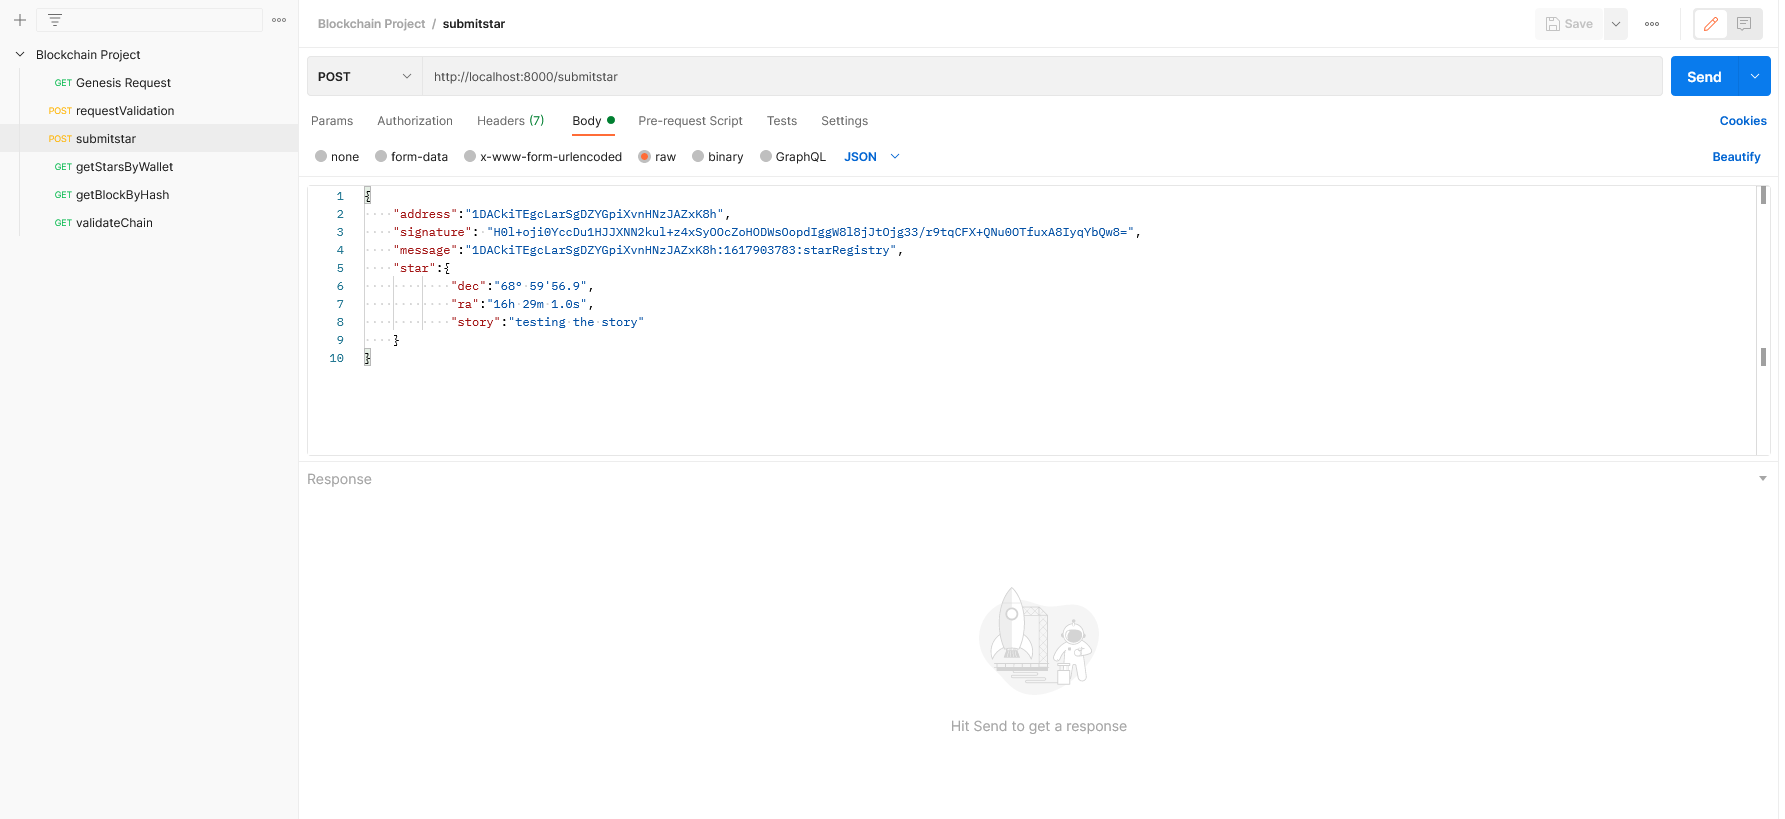 Blockchain Project
GET Genesis Request
POST requestValidation
POST submitstar
GET getStarsByWallet
GET getBlockByHash
GET validateChain
Blockchain Project / submitstar
Save
POST
http://localhost:8000/submitstar
Send
Params Authorization Headers (7) Body Pre-request Script Tests Settings
Cookies
none form-data x-www-form-urlencoded raw binary GraphQL JSON
Beautify
1 {
2 "address":"1DACkiTEgcLarSgDZYGpiXvnHNzJAZxK8h",
3 "signature": "H0l+oji0YccDu1HJJXNN2kul+z4xSyOOcZoHODWsOopdIggW8l8jJtOjg33/r9tqCFX+QNu0OTfuxA8IyqYbQw8=",
4 "message":"1DACkiTEgcLarSgDZYGpiXvnHNzJAZxK8h:1617903783:starRegistry",
5 "star":{
6 "dec":"68° 59'56.9",
7 "ra":"16h 29m 1.0s",
8 "story":"testing the story"
9 }
10 }
Response
Hit Send to get a response